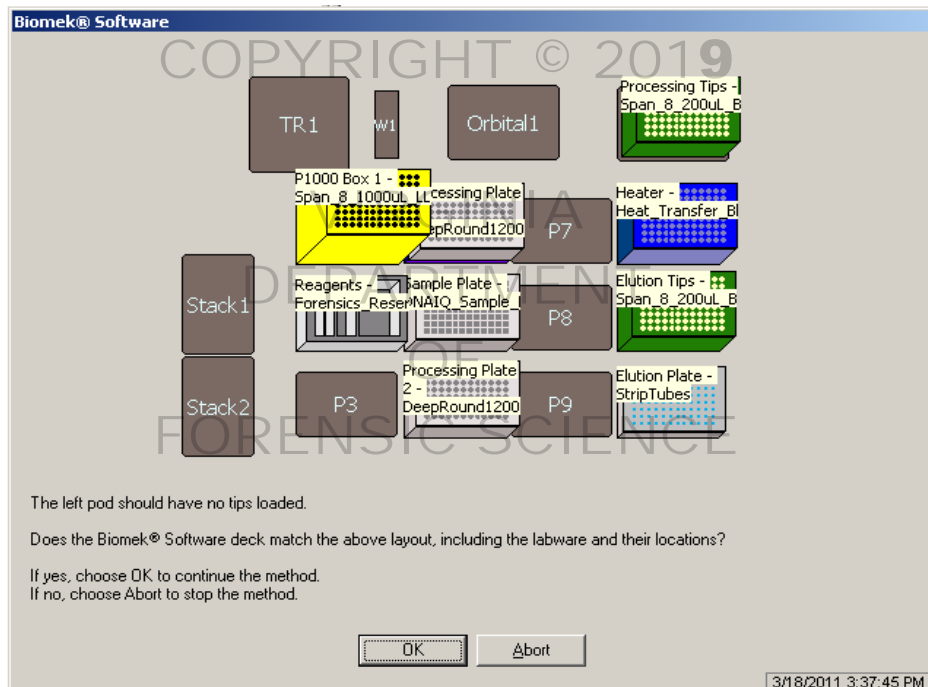 Biomek® Software
COPYRIGHT © 2019
Processing Tips -
Span_8_200uL_B
TR1
W1
Orbital1
P1000 Box 1 -
Span_8_1000uL_LL
cessing Plate
epRound1200
VIRGINIA
P7
Heater -
Heat_Transfer_Bl
DEPARTMENT
Stack1
Reagents -
Forensics_Reser
Sample Plate -
DNAIQ_Sample
P8
Elution Tips -
Span_8_200uL_B
OF
Stack2
P3
Processing Plate
2 -
DeepRound1200
P9
Elution Plate -
StripTubes
FORENSIC SCIENCE
The left pod should have no tips loaded.
Does the Biomek® Software deck match the above layout, including the labware and their locations?
If yes, choose OK to continue the method.
If no, choose Abort to stop the method.
OK
Abort
3/18/2011 3:37:45 PM